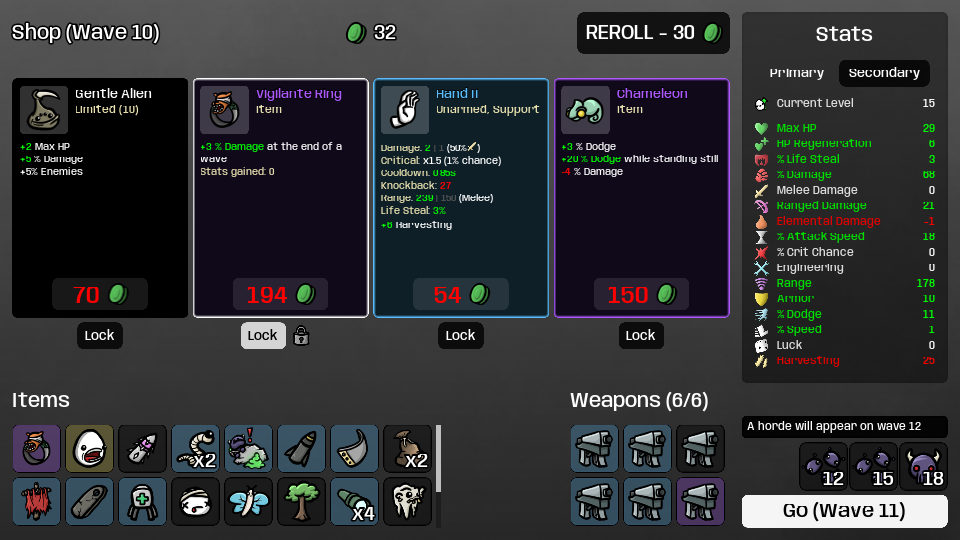 Shop (Wave 10)
32
REROLL - 30
Gentle Alien
Limited (10)
+2 Max HP
+5 % Damage
+5% Enemies
70
Lock
Vigilante Ring
Item
+3 % Damage at the end of a
wave
Stats gained: 0
194
Lock
Hand II
Unarmed, Support
Damage: 2 | 1 (50%)
Critical: x1.5 (1% chance)
Cooldown: 0.86s
Knockback: 27
Range: 239 | 150 (Melee)
Life Steal: 3%
+6 Harvesting
54
Lock
Chameleon
Item
+3 % Dodge
+20 % Dodge while standing still
-4 % Damage
150
Lock
Stats
Primary
Secondary
Current Level 15
Max HP 29
HP Regeneration 6
% Life Steal 3
% Damage 68
Melee Damage 0
Ranged Damage 21
Elemental Damage -1
% Attack Speed 18
% Crit Chance 0
Engineering 0
Range 178
Armor 10
% Dodge 11
% Speed 1
Luck 0
Harvesting 25
Items
x2
x2
x4
Weapons (6/6)
A horde will appear on wave 12
12
15
18
Go (Wave 11)